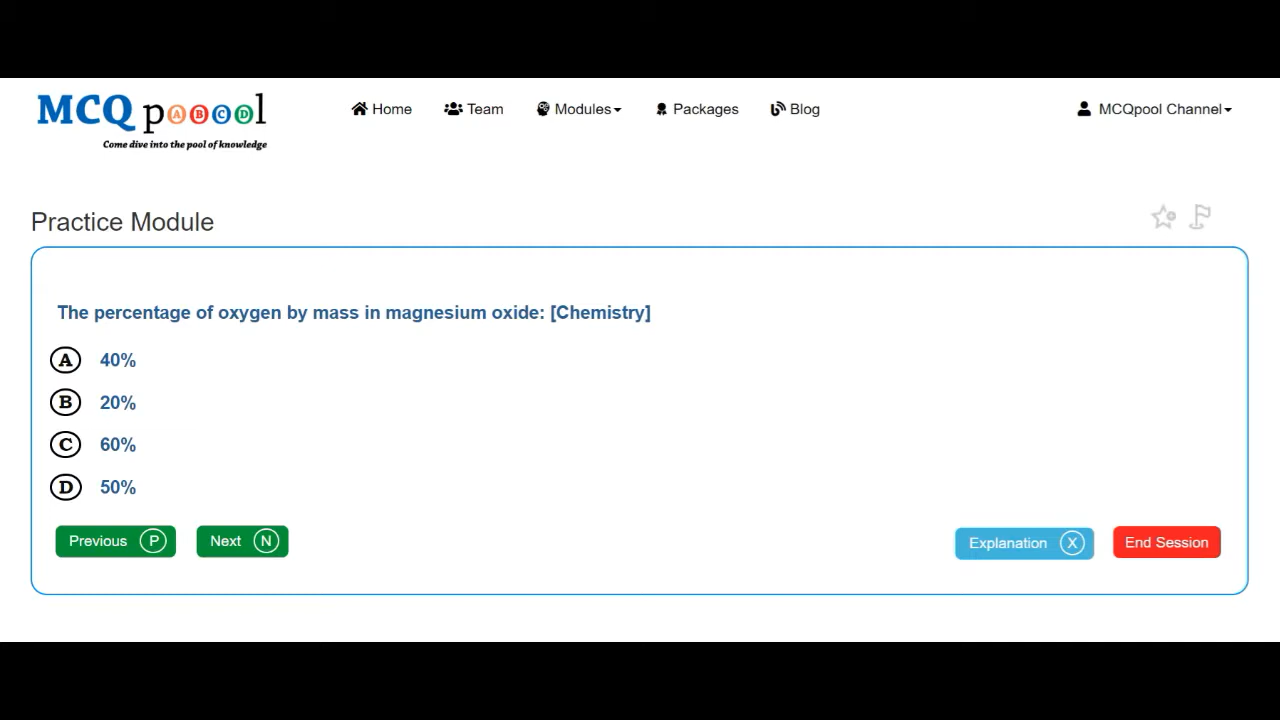 MCQ pABCDl
Come dive into the pool of knowledge
Home Team Modules Packages Blog MCQpool Channel
Practice Module
The percentage of oxygen by mass in magnesium oxide: [Chemistry]
A 40%
B 20%
C 60%
D 50%
Previous P Next N Explanation X End Session